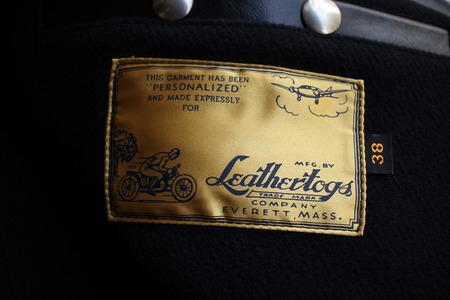 THIS GARMENT HAS BEEN
"PERSONALIZED"
AND MADE EXPRESSLY
FOR
MFG. BY
Leathertogs
TRADE MARK
COMPANY
EVERETT, MASS.
38